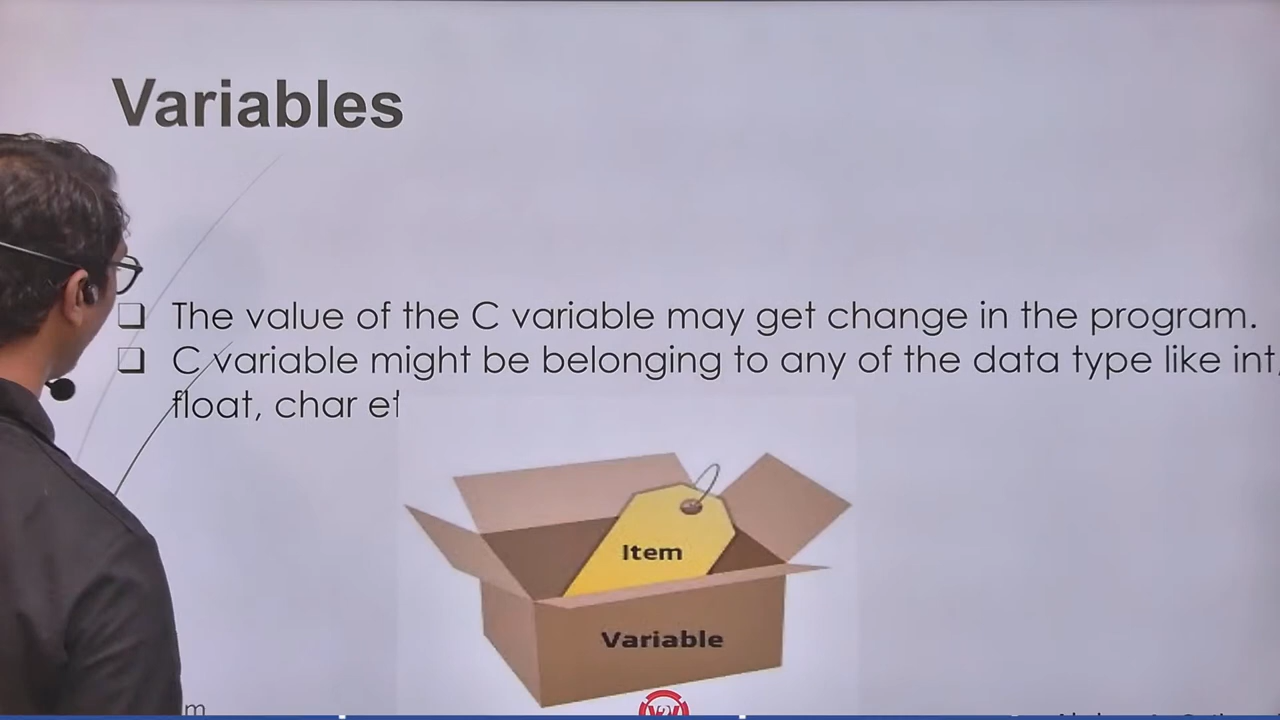 Variables
❑ The value of the C variable may get change in the program.
❑ C variable might be belonging to any of the data type like int,
float, char et
Item
Variable
m